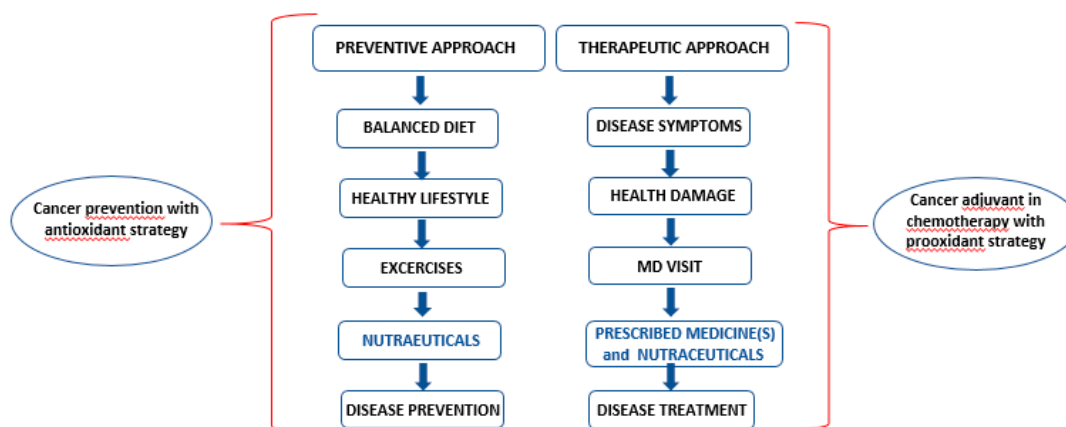 PREVENTIVE APPROACH
BALANCED DIET
HEALTHY LIFESTYLE
EXCERCISES
NUTRAEUTICALS
DISEASE PREVENTION
THERAPEUTIC APPROACH
DISEASE SYMPTOMS
HEALTH DAMAGE
MD VISIT
PRESCRIBED MEDICINE(S)
and NUTRACEUTICALS
DISEASE TREATMENT
Cancer prevention with
antioxidant strategy
Cancer adjuvant in
chemotherapy with
prooxidant strategy